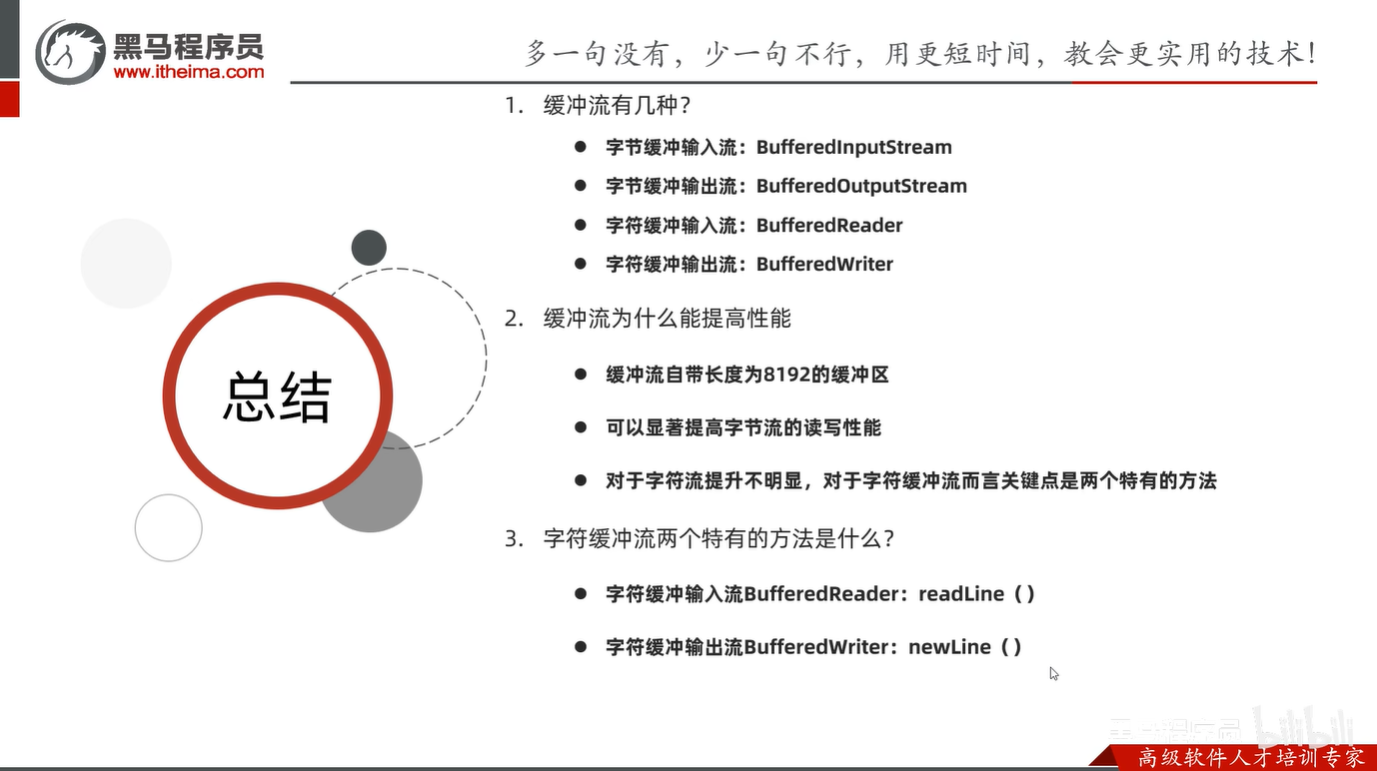 黑马程序员
www.itheima.com
多一句没有，少一句不行，用更短时间，教会更实用的技术！
1. 缓冲流有几种？
● 字节缓冲输入流：BufferedInputStream
● 字节缓冲输出流：BufferedOutputStream
● 字符缓冲输入流：BufferedReader
● 字符缓冲输出流：BufferedWriter
2. 缓冲流为什么能提高性能
● 缓冲流自带长度为8192的缓冲区
● 可以显著提高字节流的读写性能
● 对于字符流提升不明显，对于字符缓冲流而言关键点是两个特有的方法
3. 字符缓冲流两个特有的方法是什么？
● 字符缓冲输入流BufferedReader：readLine（）
● 字符缓冲输出流BufferedWriter：newLine（）
总结
黑马程序员 bilibili
高级软件人才培训专家